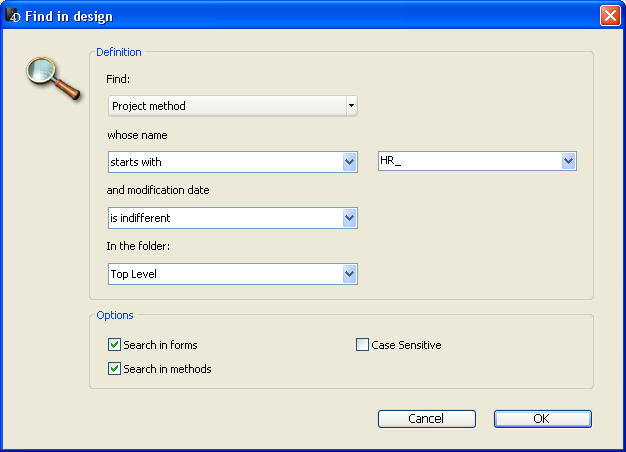 Find in design
Definition
Find:
Project method
whose name
starts with HR_
and modification date
is indifferent
In the folder:
Top Level
Options
Search in forms Case Sensitive
Search in methods
Cancel OK